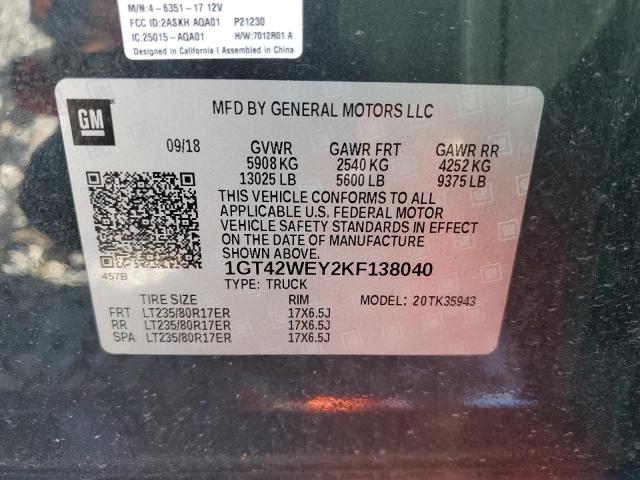 M/N:4-6351-17 12V
FCC ID:2ASKH AQA01 P21230
IC:25015-AQA01 H/W:7012R01 A
Designed in California I Assembled in China
GM
MFD BY GENERAL MOTORS LLC
09/18 GVWR GAWR FRT GAWR RR
5908 KG 2540 KG 4252 KG
13025 LB 5600 LB 9375 LB
THIS VEHICLE CONFORMS TO ALL
APPLICABLE U.S. FEDERAL MOTOR
VEHICLE SAFETY STANDARDS IN EFFECT
ON THE DATE OF MANUFACTURE
SHOWN ABOVE.
457B 1GT42WEY2KF138040
TYPE: TRUCK
TIRE SIZE RIM MODEL: 20TK35943
FRT LT235/80R17ER 17X6.5J
RR LT235/80R17ER 17X6.5J
SPA LT235/80R17ER 17X6.5J